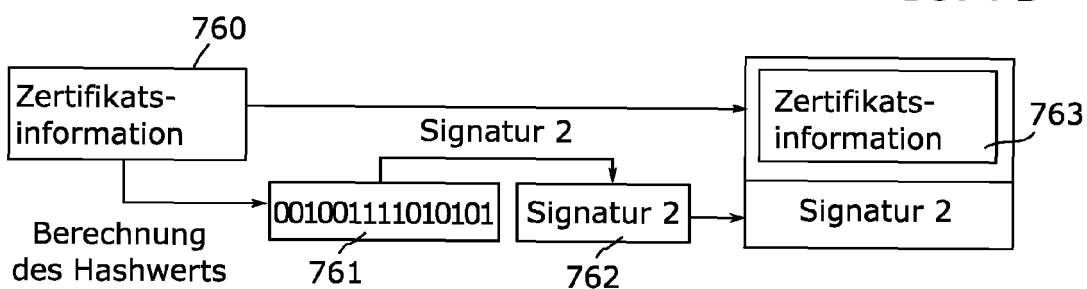 760
Zertifikats-
information
Zertifikats-
information
763
Signatur 2
001001111010101
Signatur 2
Signatur 2
Berechnung
des Hashwerts
761
762